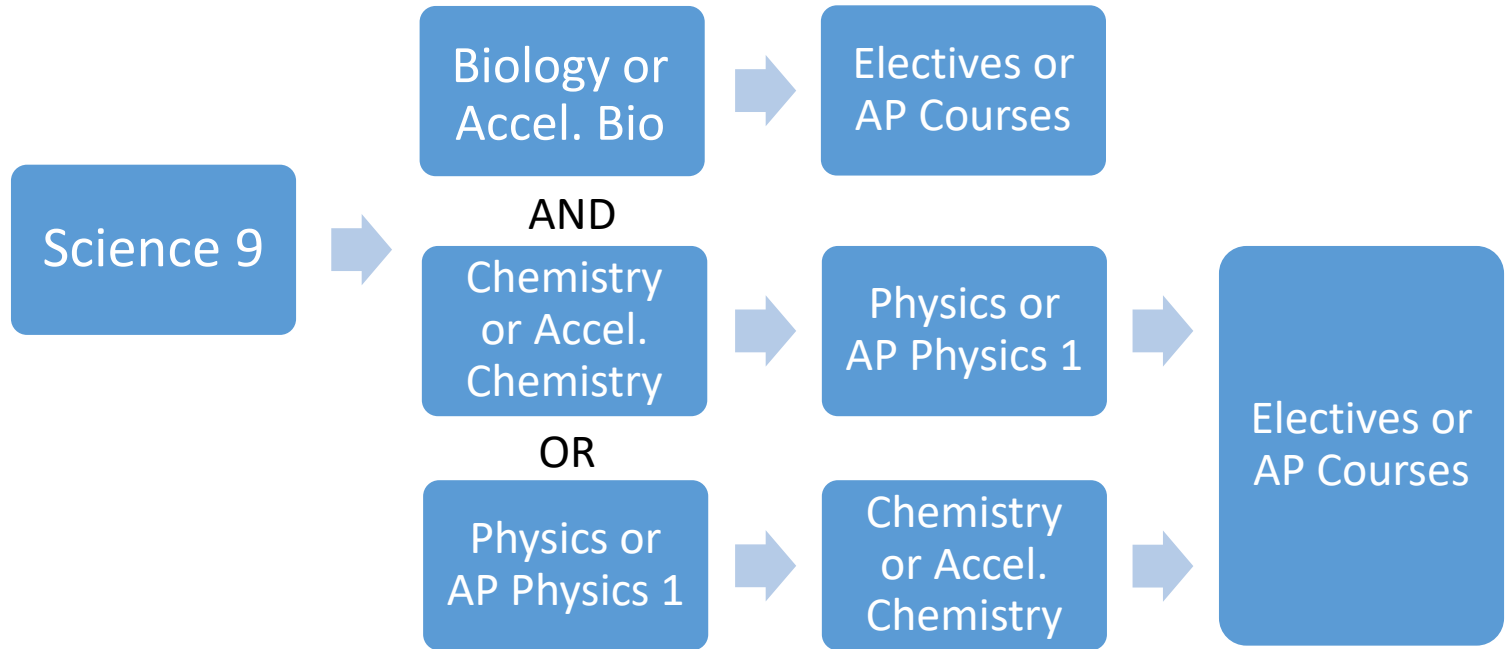 Science 9
Biology or
Accel. Bio
Electives or
AP Courses
AND
Chemistry
or Accel.
Chemistry
Physics or
AP Physics 1
OR
Physics or
AP Physics 1
Chemistry
or Accel.
Chemistry
Electives or
AP Courses